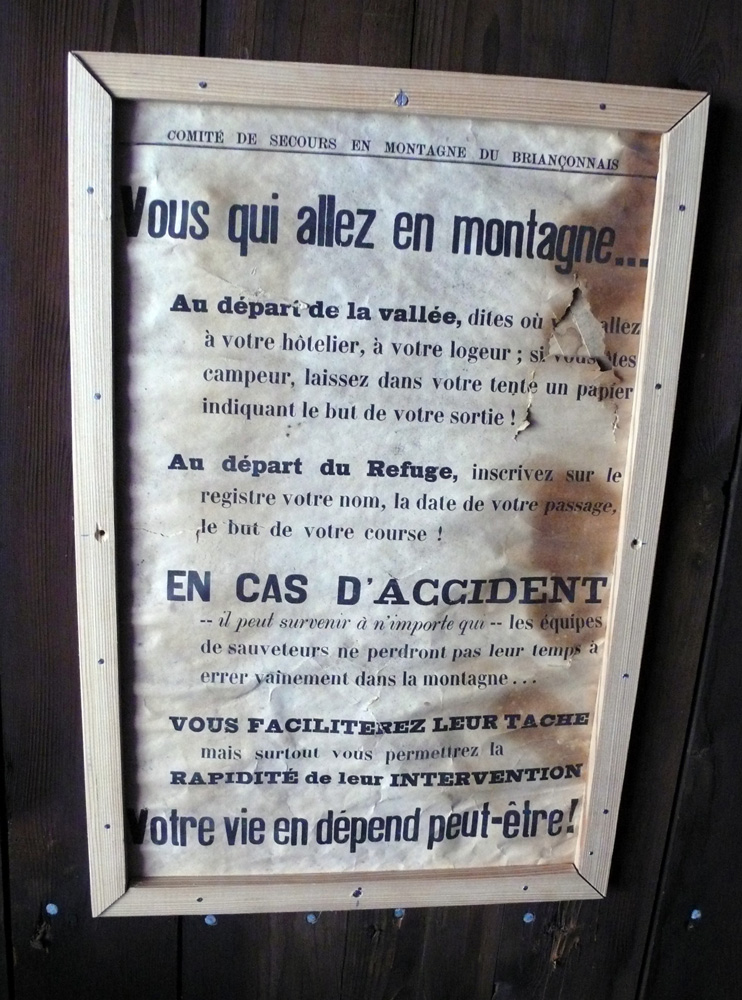 COMITÉ DE SECOURS EN MONTAGNE DU BRIANÇONNAIS
Vous qui allez en montagne...
Au départ de la vallée, dites où allez
à votre hôtelier, à votre logeur ; si vous êtes
campeur, laissez dans votre tente un papier
indiquant le but de votre sortie !
Au départ du Refuge, inscrivez sur le
registre votre nom, la date de votre passage,
le but de votre course !
EN CAS D'ACCIDENT
-- il peut survenir à n'importe qui -- les équipes
de sauveteurs ne perdront pas leur temps à
errer vainement dans la montagne...
VOUS FACILITEREZ LEUR TACHE
mais surtout vous permettrez la
RAPIDITÉ de leur INTERVENTION
Votre vie en dépend peut-être!